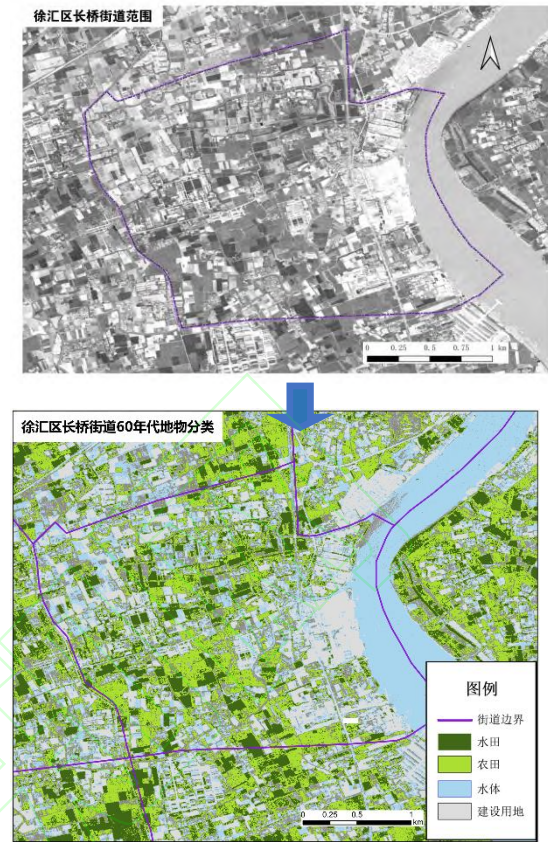 徐汇区长桥街道范围
0 0.25 0.5 0.75 1 km
徐汇区长桥街道60年代地物分类
图例
街道边界
水田
农田
水体
建设用地
0 0.25 0.5 1
km